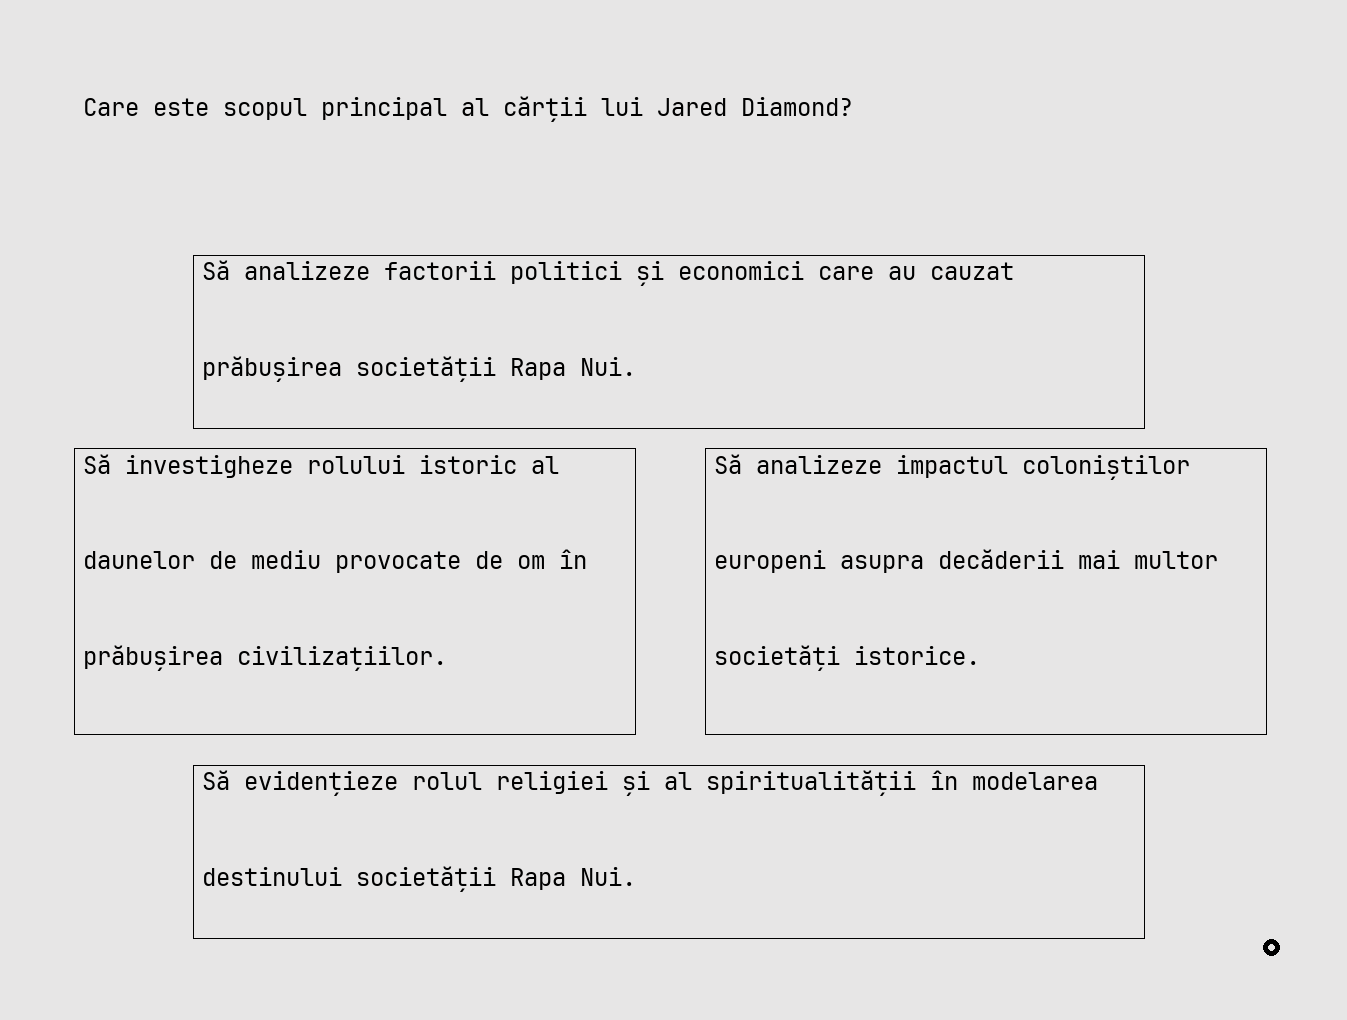 Care este scopul principal al cărții lui Jared Diamond?
Să analizeze factorii politici și economici care au cauzat
prăbușirea societății Rapa Nui.
Să investigheze rolului istoric al
daunelor de mediu provocate de om în
prăbușirea civilizațiilor.
Să analizeze impactul coloniștilor
europeni asupra decăderii mai multor
societăți istorice.
Să evidențieze rolul religiei și al spiritualității în modelarea
destinului societății Rapa Nui.